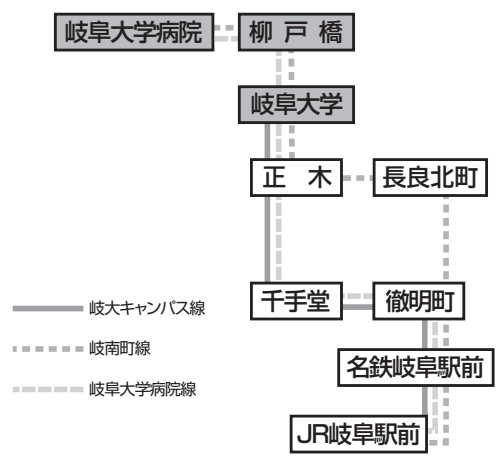 岐阜大学病院
柳戸橋
岐阜大学
正木
長良北町
千手堂
徹明町
名鉄岐阜駅前
JR岐阜駅前
岐大キャンパス線
岐南町線
岐阜大学病院線